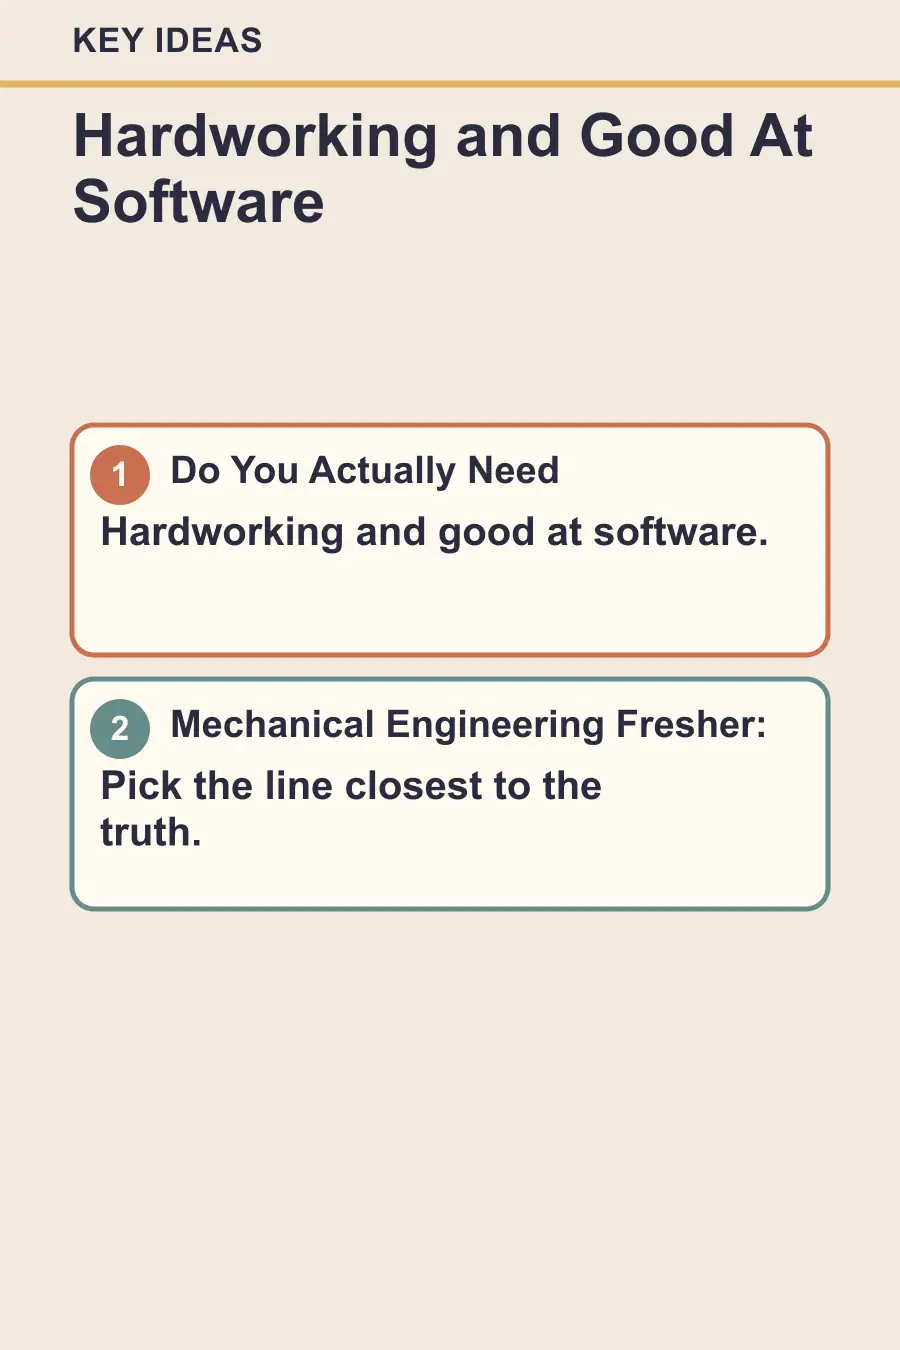 KEY IDEAS
Hardworking and Good At
Software
1 Do You Actually Need
Hardworking and good at software.
2 Mechanical Engineering Fresher:
Pick the line closest to the
truth.